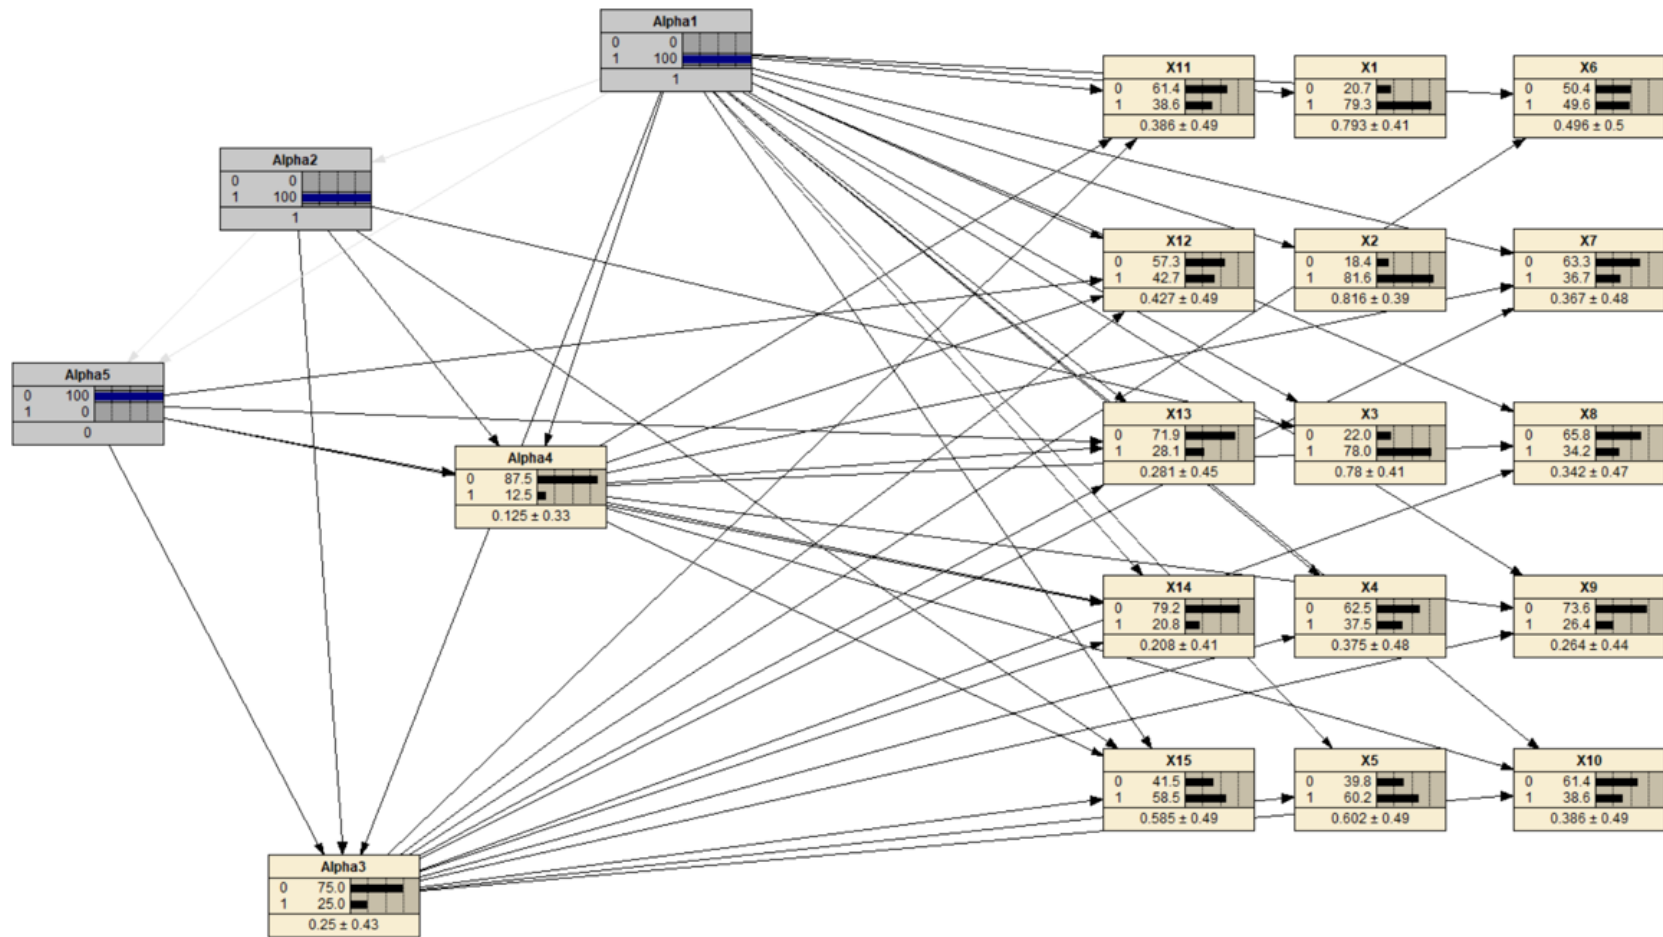 Alpha1
0 0
1 100
1
X11
0 61.4
1 38.6
0.386 ± 0.49
X1
0 20.7
1 79.3
0.793 ± 0.41
X6
0 50.4
1 49.6
0.496 ± 0.5
Alpha2
0 0
1 100
1
X12
0 57.3
1 42.7
0.427 ± 0.49
X2
0 18.4
1 81.6
0.816 ± 0.39
X7
0 63.3
1 36.7
0.367 ± 0.48
Alpha5
0 100
1 0
0
Alpha4
0 87.5
1 12.5
0.125 ± 0.33
X13
0 71.9
1 28.1
0.281 ± 0.45
X3
0 22.0
1 78.0
0.78 ± 0.41
X8
0 65.8
1 34.2
0.342 ± 0.47
X14
0 79.2
1 20.8
0.208 ± 0.41
X4
0 62.5
1 37.5
0.375 ± 0.48
X9
0 73.6
1 26.4
0.264 ± 0.44
X15
0 41.5
1 58.5
0.585 ± 0.49
X5
0 39.8
1 60.2
0.602 ± 0.49
X10
0 61.4
1 38.6
0.386 ± 0.49
Alpha3
0 75.0
1 25.0
0.25 ± 0.43